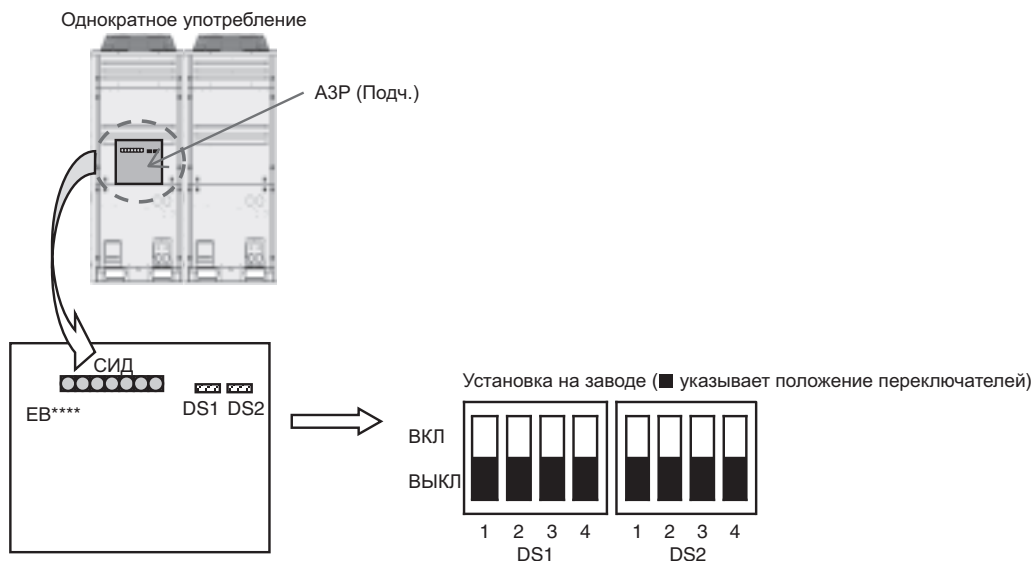 Однократное употребление
A3P (Подч.)
СИД
EB****
DS1 DS2
Установка на заводе (■ указывает положение переключателей)
ВКЛ
ВЫКЛ
1 2 3 4 1 2 3 4
DS1 DS2